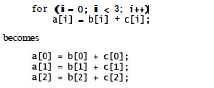 for (i = 0; i < 3; i++)
a[i] = b[i] + c[i];
becomes
a[0] = b[0] + c[0];
a[1] = b[1] + c[1];
a[2] = b[2] + c[2];